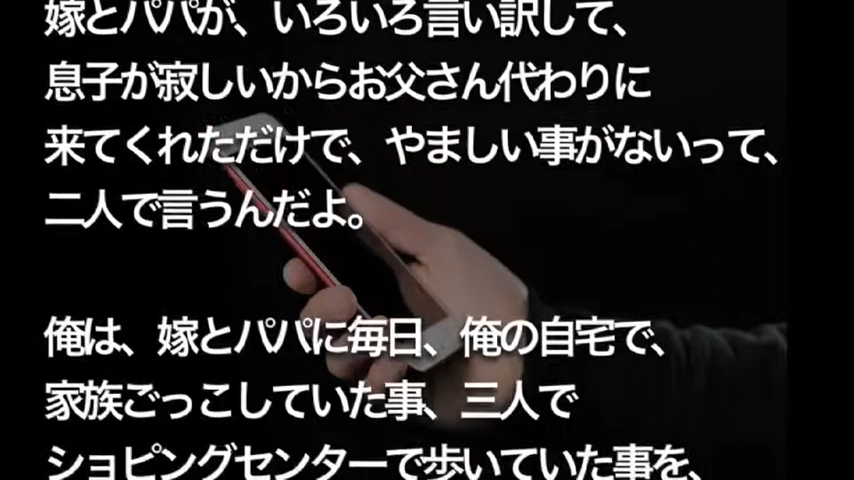 嫁とパパが、いろいろ言い訳して、
息子が寂しいからお父さん代わりに
来てくれただけで、やましい事がないって、
二人で言うんだよ。
俺は、嫁とパパに毎日、俺の自宅で、
家族ごっこしていた事、三人で
ショピングセンターで歩いていた事を、